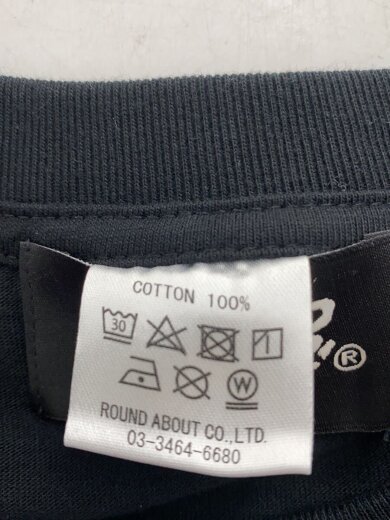 COTTON 100%
30
W
ROUND ABOUT CO.,LTD.
03-3464-6680
®